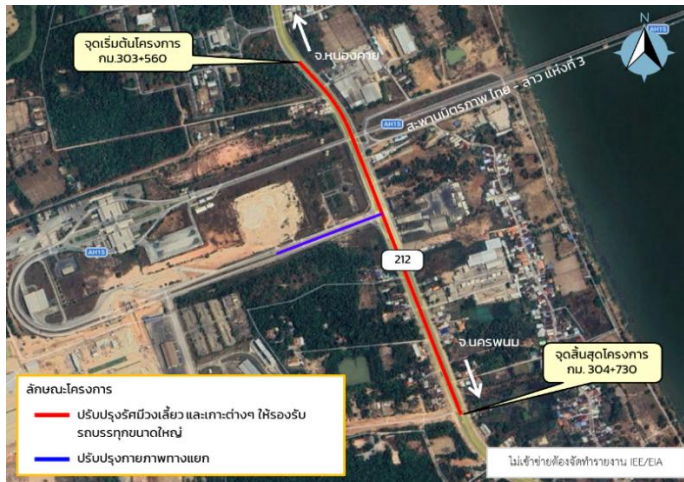 จุดเริ่มต้นโครงการ
กม.303+560
จ.หนองคาย
N
AH15
สะพานมิตรภาพ ไทย - ลาว แห่งที่ 3
AH15
AH15
212
จ.นครพนม
จุดสิ้นสุดโครงการ
กม. 304+730
ลักษณะโครงการ
ปรับปรุงรัศมีวงเลี้ยว และเกาะต่างๆ ให้รองรับ
รถบรรทุกขนาดใหญ่
ปรับปรุงกายภาพทางแยก
ไม่เข้าข่ายต้องจัดทำรายงาน IEE/EIA